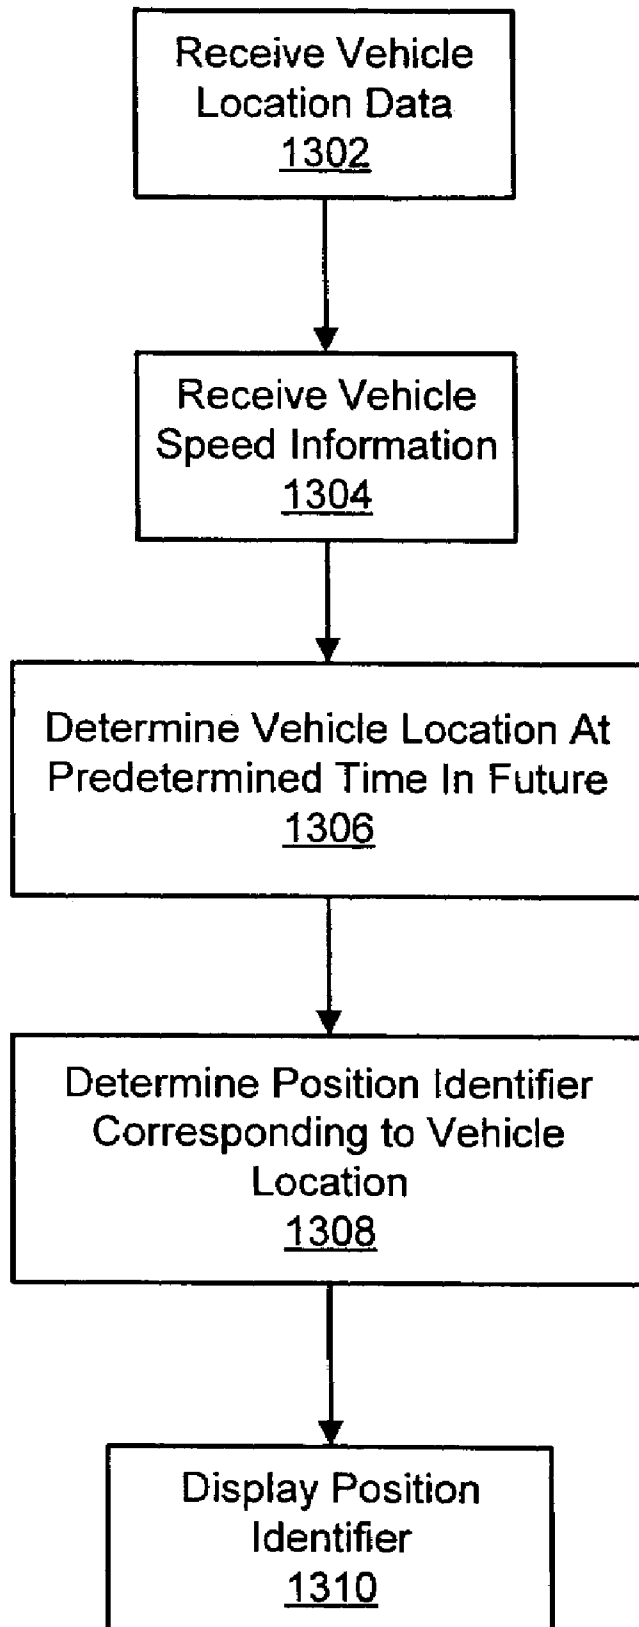 Receive Vehicle
Location Data
1302
Receive Vehicle
Speed Information
1304
Determine Vehicle Location At
Predetermined Time In Future
1306
Determine Position Identifier
Corresponding to Vehicle
Location
1308
Display Position
Identifier
1310